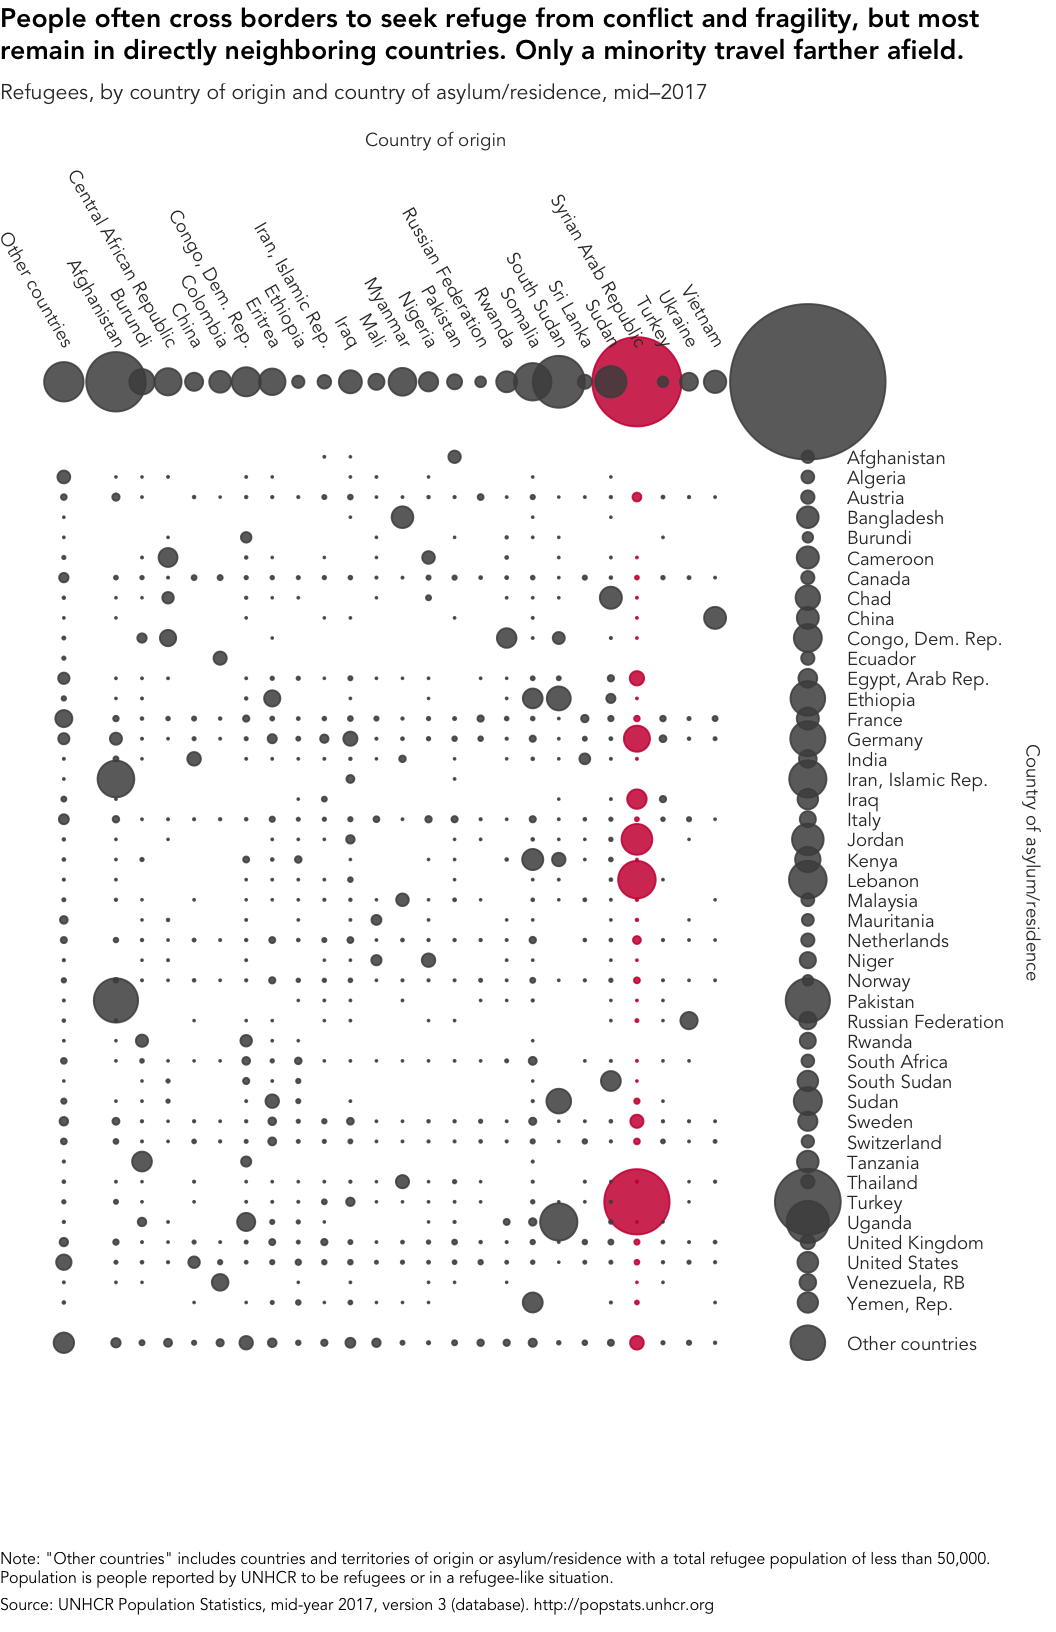 People often cross borders to seek refuge from conflict and fragility, but most
remain in directly neighboring countries. Only a minority travel farther afield.
Refugees, by country of origin and country of asylum/residence, mid–2017
Country of origin
Other countries
Afghanistan
Burundi
Central African Republic
China
Colombia
Congo, Dem. Rep.
Eritrea
Ethiopia
Iran, Islamic Rep.
Iraq
Mali
Myanmar
Nigeria
Pakistan
Russian Federation
Rwanda
Somalia
South Sudan
Sri Lanka
Sudan
Syrian Arab Republic
Turkey
Ukraine
Vietnam
Afghanistan
Algeria
Austria
Bangladesh
Burundi
Cameroon
Canada
Chad
China
Congo, Dem. Rep.
Ecuador
Egypt, Arab Rep.
Ethiopia
France
Germany
India
Iran, Islamic Rep.
Iraq
Italy
Jordan
Kenya
Lebanon
Malaysia
Mauritania
Netherlands
Niger
Norway
Pakistan
Russian Federation
Rwanda
South Africa
South Sudan
Sudan
Sweden
Switzerland
Tanzania
Thailand
Turkey
Uganda
United Kingdom
United States
Venezuela, RB
Yemen, Rep.
Other countries
Country of asylum/residence
Note: "Other countries" includes countries and territories of origin or asylum/residence with a total refugee population of less than 50,000.
Population is people reported by UNHCR to be refugees or in a refugee-like situation.
Source: UNHCR Population Statistics, mid-year 2017, version 3 (database). http://popstats.unhcr.org